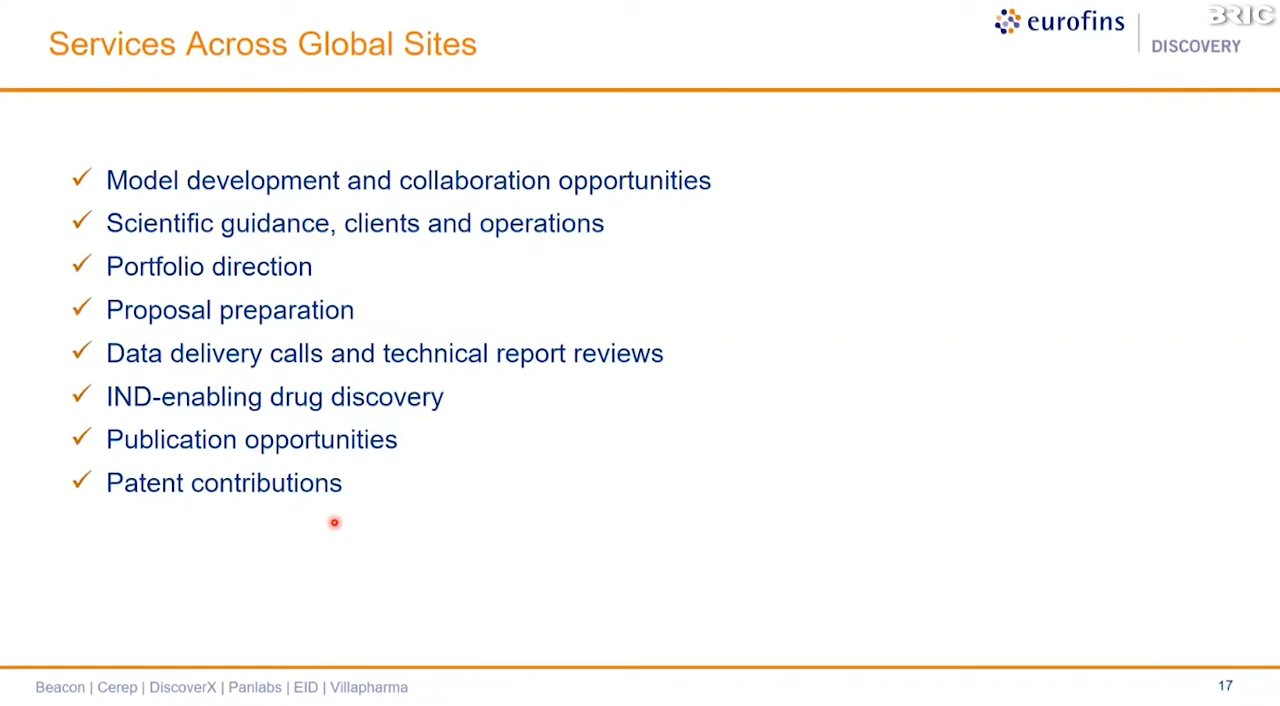 Services Across Global Sites
eurofins
DISCOVERY
BRIC
Model development and collaboration opportunities
Scientific guidance, clients and operations
Portfolio direction
Proposal preparation
Data delivery calls and technical report reviews
IND-enabling drug discovery
Publication opportunities
Patent contributions
Beacon | Cerep | DiscoverX | Panlabs | EID | Villapharma
17